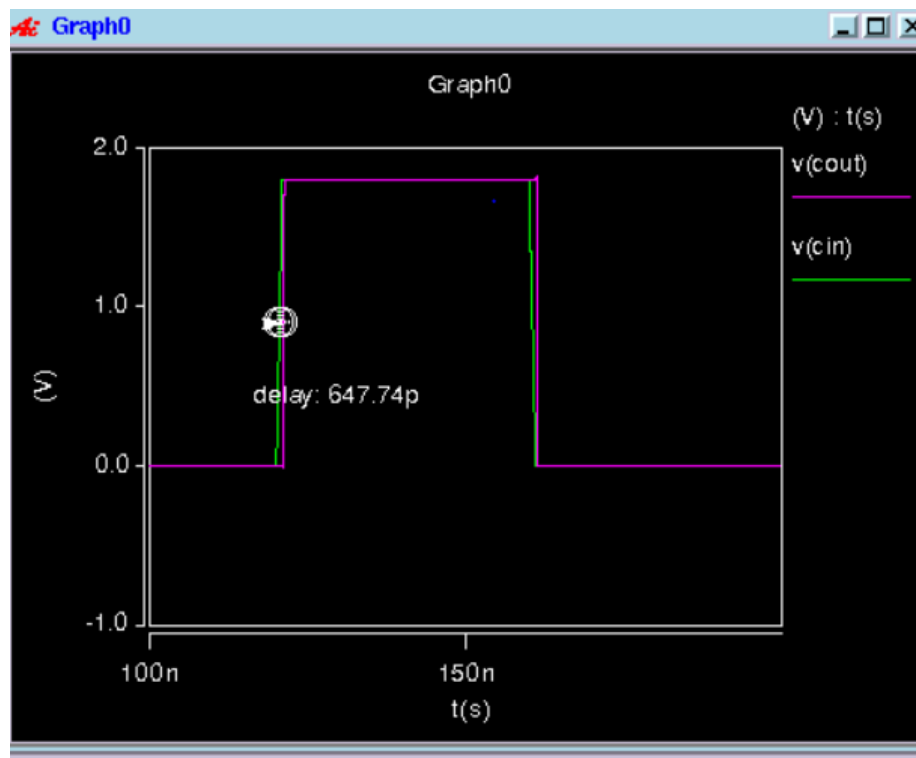 Graph0
Graph0
(V) : t(s)
v(cout)
v(cin)
2.0
1.0
0.0
-1.0
(V)
delay: 647.74p
100n
150n
t(s)